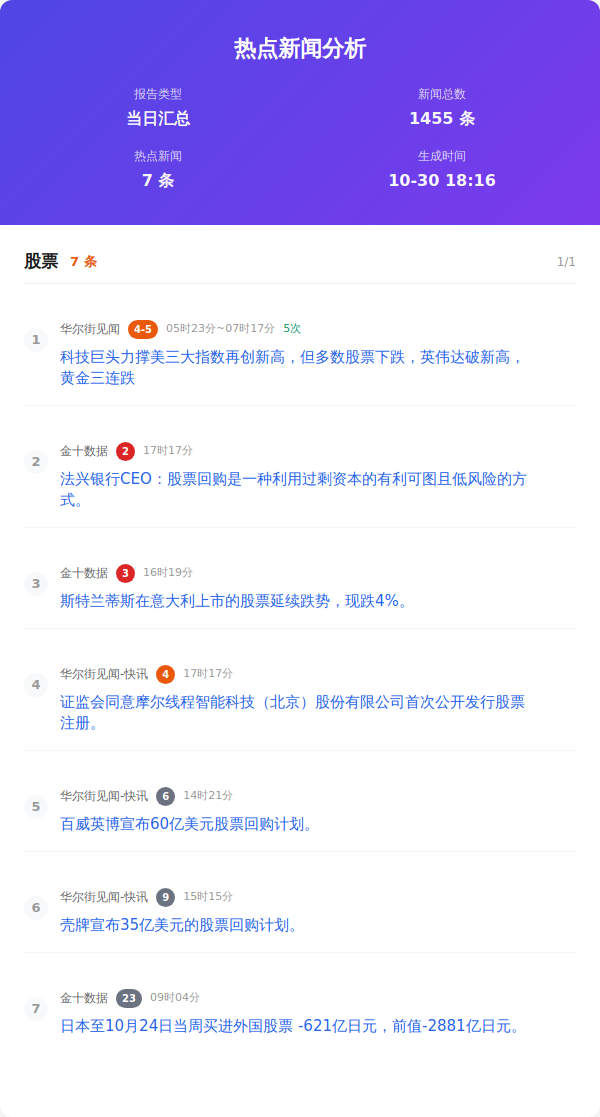 热点新闻分析
报告类型
当日汇总
新闻总数
1455 条
热点新闻
7 条
生成时间
10-30 18:16
股票 7 条 1/1
1 华尔街见闻 4-5 05时23分~07时17分 5次
科技巨头力撑美三大指数再创新高，但多数股票下跌，英伟达破新高，
黄金三连跌
2 金十数据 2 17时17分
法兴银行CEO：股票回购是一种利用过剩资本的有利可图且低风险的方
式。
3 金十数据 3 16时19分
斯特兰蒂斯在意大利上市的股票延续跌势，现跌4%。
4 华尔街见闻-快讯 4 17时17分
证监会同意摩尔线程智能科技（北京）股份有限公司首次公开发行股票
注册。
5 华尔街见闻-快讯 6 14时21分
百威英博宣布60亿美元股票回购计划。
6 华尔街见闻-快讯 9 15时15分
壳牌宣布35亿美元的股票回购计划。
7 金十数据 23 09时04分
日本至10月24日当周买进外国股票 -621亿日元，前值-2881亿日元。